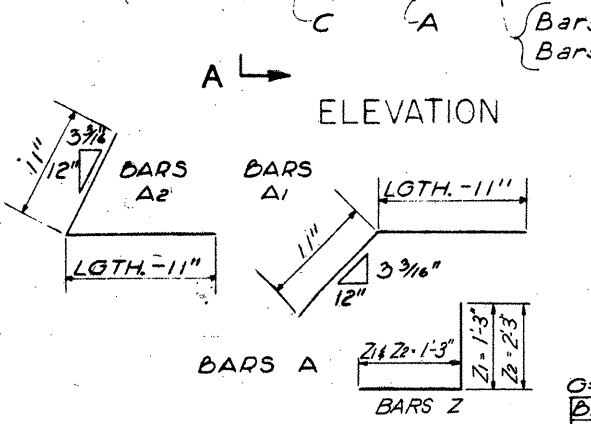 C
A
Bars
Bars
A
ELEVATION
11"
3 3/16"
12"
BARS
A2
LGTH. - 11"
BARS
A1
LGTH. - 11"
11"
3 3/16"
12"
BARS A
Z1 & Z2 = 1'-3"
Z1 = 1'-3"
Z2 = 2'-3"
BARS Z